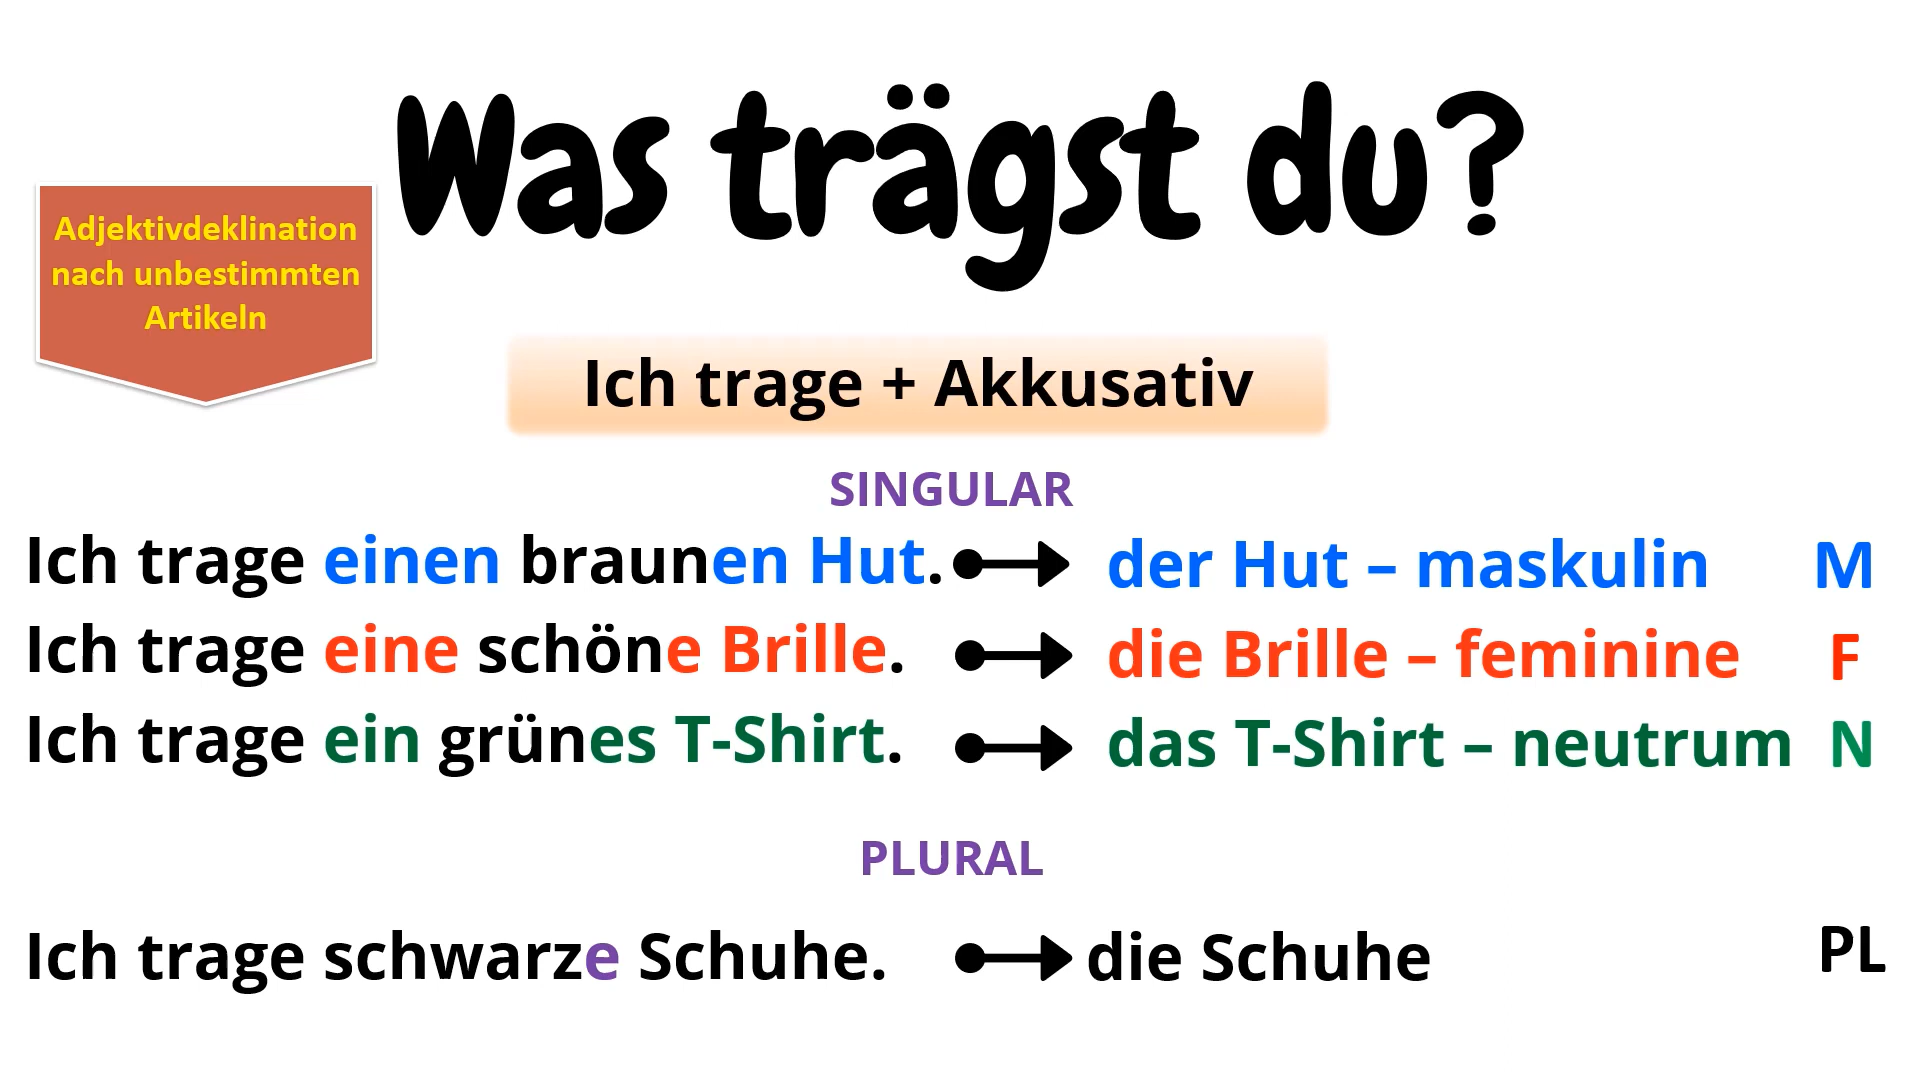 Was trägst du?
Adjektivdeklination
nach unbestimmten
Artikeln
Ich trage + Akkusativ
SINGULAR
Ich trage einen braunen Hut. der Hut – maskulin M
Ich trage eine schöne Brille. die Brille – feminine F
Ich trage ein grünes T-Shirt. das T-Shirt – neutrum N
PLURAL
Ich trage schwarze Schuhe. die Schuhe PL